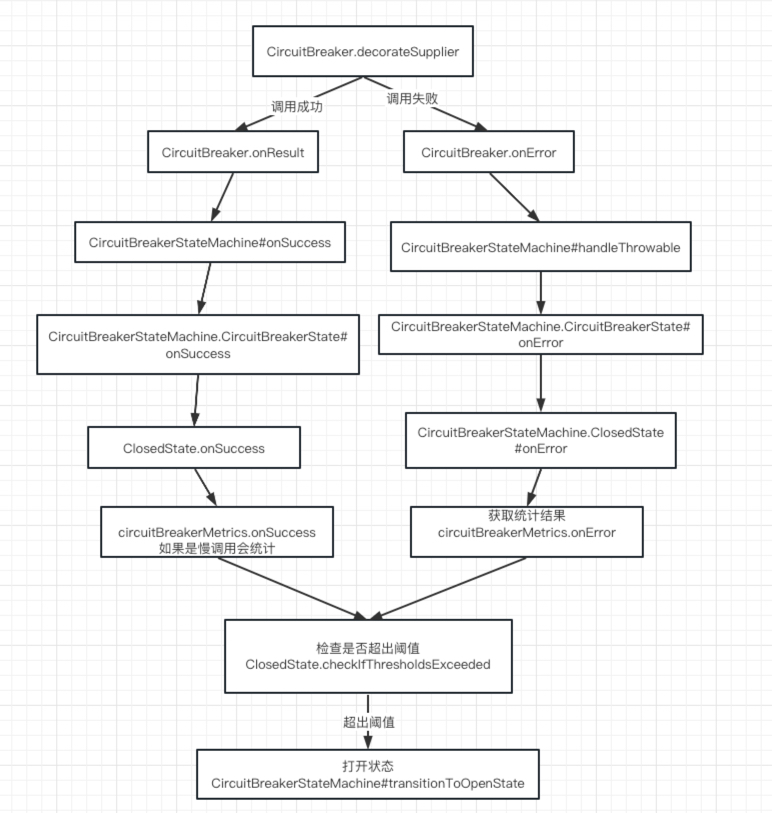 CircuitBreaker.decorateSupplier
调用成功
调用失败
CircuitBreaker.onResult
CircuitBreaker.onError
CircuitBreakerStateMachine#onSuccess
CircuitBreakerStateMachine#handleThrowable
CircuitBreakerStateMachine.CircuitBreakerState#
onSuccess
CircuitBreakerStateMachine.CircuitBreakerState#
onError
ClosedState.onSuccess
CircuitBreakerStateMachine.ClosedState
#onError
circuitBreakerMetrics.onSuccess
如果是慢调用会统计
获取统计结果
circuitBreakerMetrics.onError
检查是否超出阈值
ClosedState.checkIfThresholdsExceeded
超出阈值
打开状态
CircuitBreakerStateMachine#transitionToOpenState